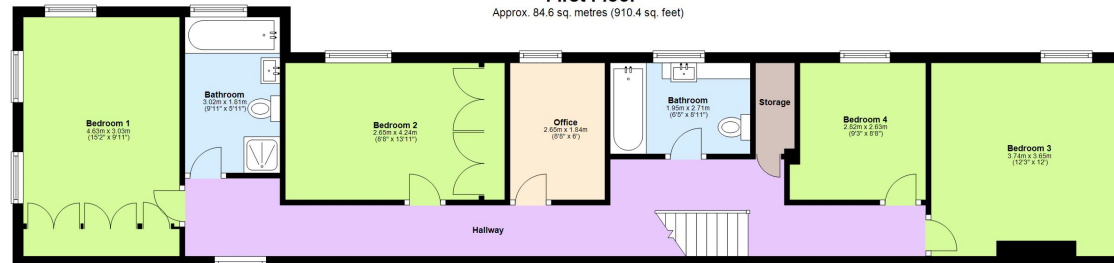 First Floor
Approx. 84.6 sq. metres (910.4 sq. feet)
Bedroom 1
4.63m x 3.03m
(15'2" x 9'11")
Bathroom
3.02m x 1.81m
(9'11" x 5'11")
Bedroom 2
2.65m x 4.24m
(8'8" x 13'11")
Office
2.65m x 1.84m
(8'8" x 6')
Bathroom
1.95m x 2.71m
(6'5" x 8'11")
Storage
Bedroom 4
2.82m x 2.63m
(9'3" x 8'8")
Bedroom 3
3.74m x 3.65m
(12'3" x 12')
Hallway